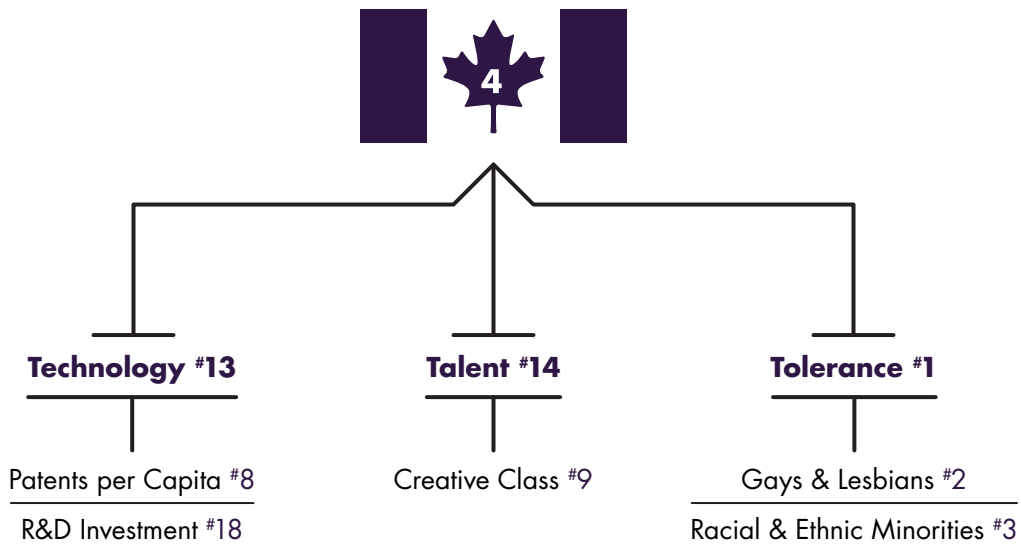 4
Technology #13
Talent #14
Tolerance #1
Patents per Capita #8
Creative Class #9
Gays & Lesbians #2
R&D Investment #18
Racial & Ethnic Minorities #3